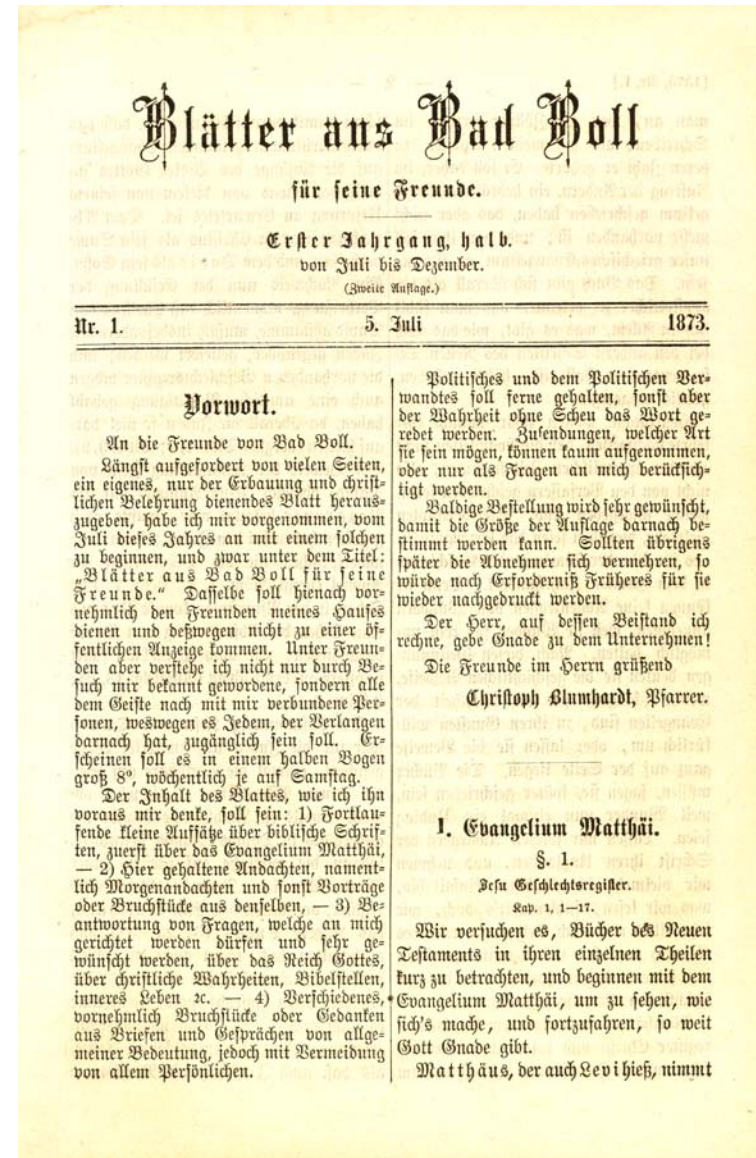 Blätter aus Bad Boll
für seine Freunde.
Erster Jahrgang, halb.
von Juli bis Dezember.
(Zweite Auflage.)
Nr. 1. 5. Juli 1873.
Vorwort.
An die Freunde von Bad Boll.
Längst aufgefordert von vielen Seiten,
ein eigenes, nur der Erbauung und christ-
lichen Belehrung dienendes Blatt heraus-
zugeben, habe ich mir vorgenommen, vom
Juli dieses Jahres an mit einem solchen
zu beginnen, und zwar unter dem Titel:
„Blätter aus Bad Boll für seine
Freunde.“ Dasselbe soll hienach vor-
nehmlich den Freunden meines Hauses
dienen und deßwegen nicht zu einer öf-
fentlichen Anzeige kommen. Unter Freun-
den aber verstehe ich nicht nur durch Be-
such mir bekannt gewordene, sondern alle
dem Geiste nach mit mir verbundene Per-
sonen, weswegen es Jedem, der Verlangen
darnach hat, zugänglich sein soll. Er-
scheinen soll es in einem halben Bogen
groß 8°, wöchentlich je auf Samstag.
Der Inhalt des Blattes, wie ich ihn
voraus mir denke, soll sein: 1) Fortlau-
fende kleine Aufsätze über biblische Schrif-
ten, zuerst über das Evangelium Matthäi,
— 2) Hier gehaltene Andachten, nament-
lich Morgenandachten und sonst Vorträge
oder Bruchstücke aus denselben, — 3) Be-
antwortung von Fragen, welche an mich
gerichtet werden dürfen und sehr ge-
wünscht werden, über das Reich Gottes,
über christliche Wahrheiten, Bibelstellen,
inneres Leben ꝛc. — 4) Verschiedenes,
vornehmlich Bruchstücke oder Gedanken
aus Briefen und Gesprächen von allge-
meiner Bedeutung, jedoch mit Vermeidung
von allem Persönlichen.
Politisches und dem Politischen Ver-
wandtes soll ferne gehalten, sonst aber
der Wahrheit ohne Scheu das Wort ge-
redet werden. Zusendungen, welcher Art
sie sein mögen, können kaum aufgenommen,
oder nur als Fragen an mich berücksich-
tigt werden.
Baldige Bestellung wird sehr gewünscht,
damit die Größe der Auflage darnach be-
stimmt werden kann. Sollten übrigens
später die Abnehmer sich vermehren, so
würde nach Erforderniß Früheres für sie
wieder nachgedruckt werden.
Der Herr, auf dessen Beistand ich
rechne, gebe Gnade zu dem Unternehmen!
Die Freunde im Herrn grüßend
Christoph Blumhardt, Pfarrer.
1. Evangelium Matthäi.
§. 1.
Jesu Geschlechtsregister.
Kap. 1, 1—17.
Wir versuchen es, Bücher des Neuen
Testaments in ihren einzelnen Theilen
kurz zu betrachten, und beginnen mit dem
Evangelium Matthäi, um zu sehen, wie
sich's mache, und fortzufahren, so weit
Gott Gnade gibt.
Matthäus, der auch Levi hieß, nimmt